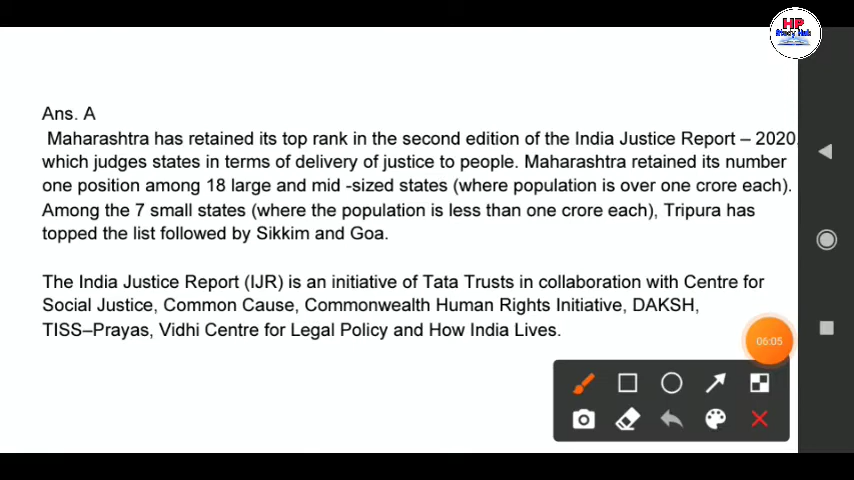 HP
Study Hub
Ans. A
Maharashtra has retained its top rank in the second edition of the India Justice Report – 2020,
which judges states in terms of delivery of justice to people. Maharashtra retained its number
one position among 18 large and mid -sized states (where population is over one crore each).
Among the 7 small states (where the population is less than one crore each), Tripura has
topped the list followed by Sikkim and Goa.
The India Justice Report (IJR) is an initiative of Tata Trusts in collaboration with Centre for
Social Justice, Common Cause, Commonwealth Human Rights Initiative, DAKSH,
TISS–Prayas, Vidhi Centre for Legal Policy and How India Lives.
06:05